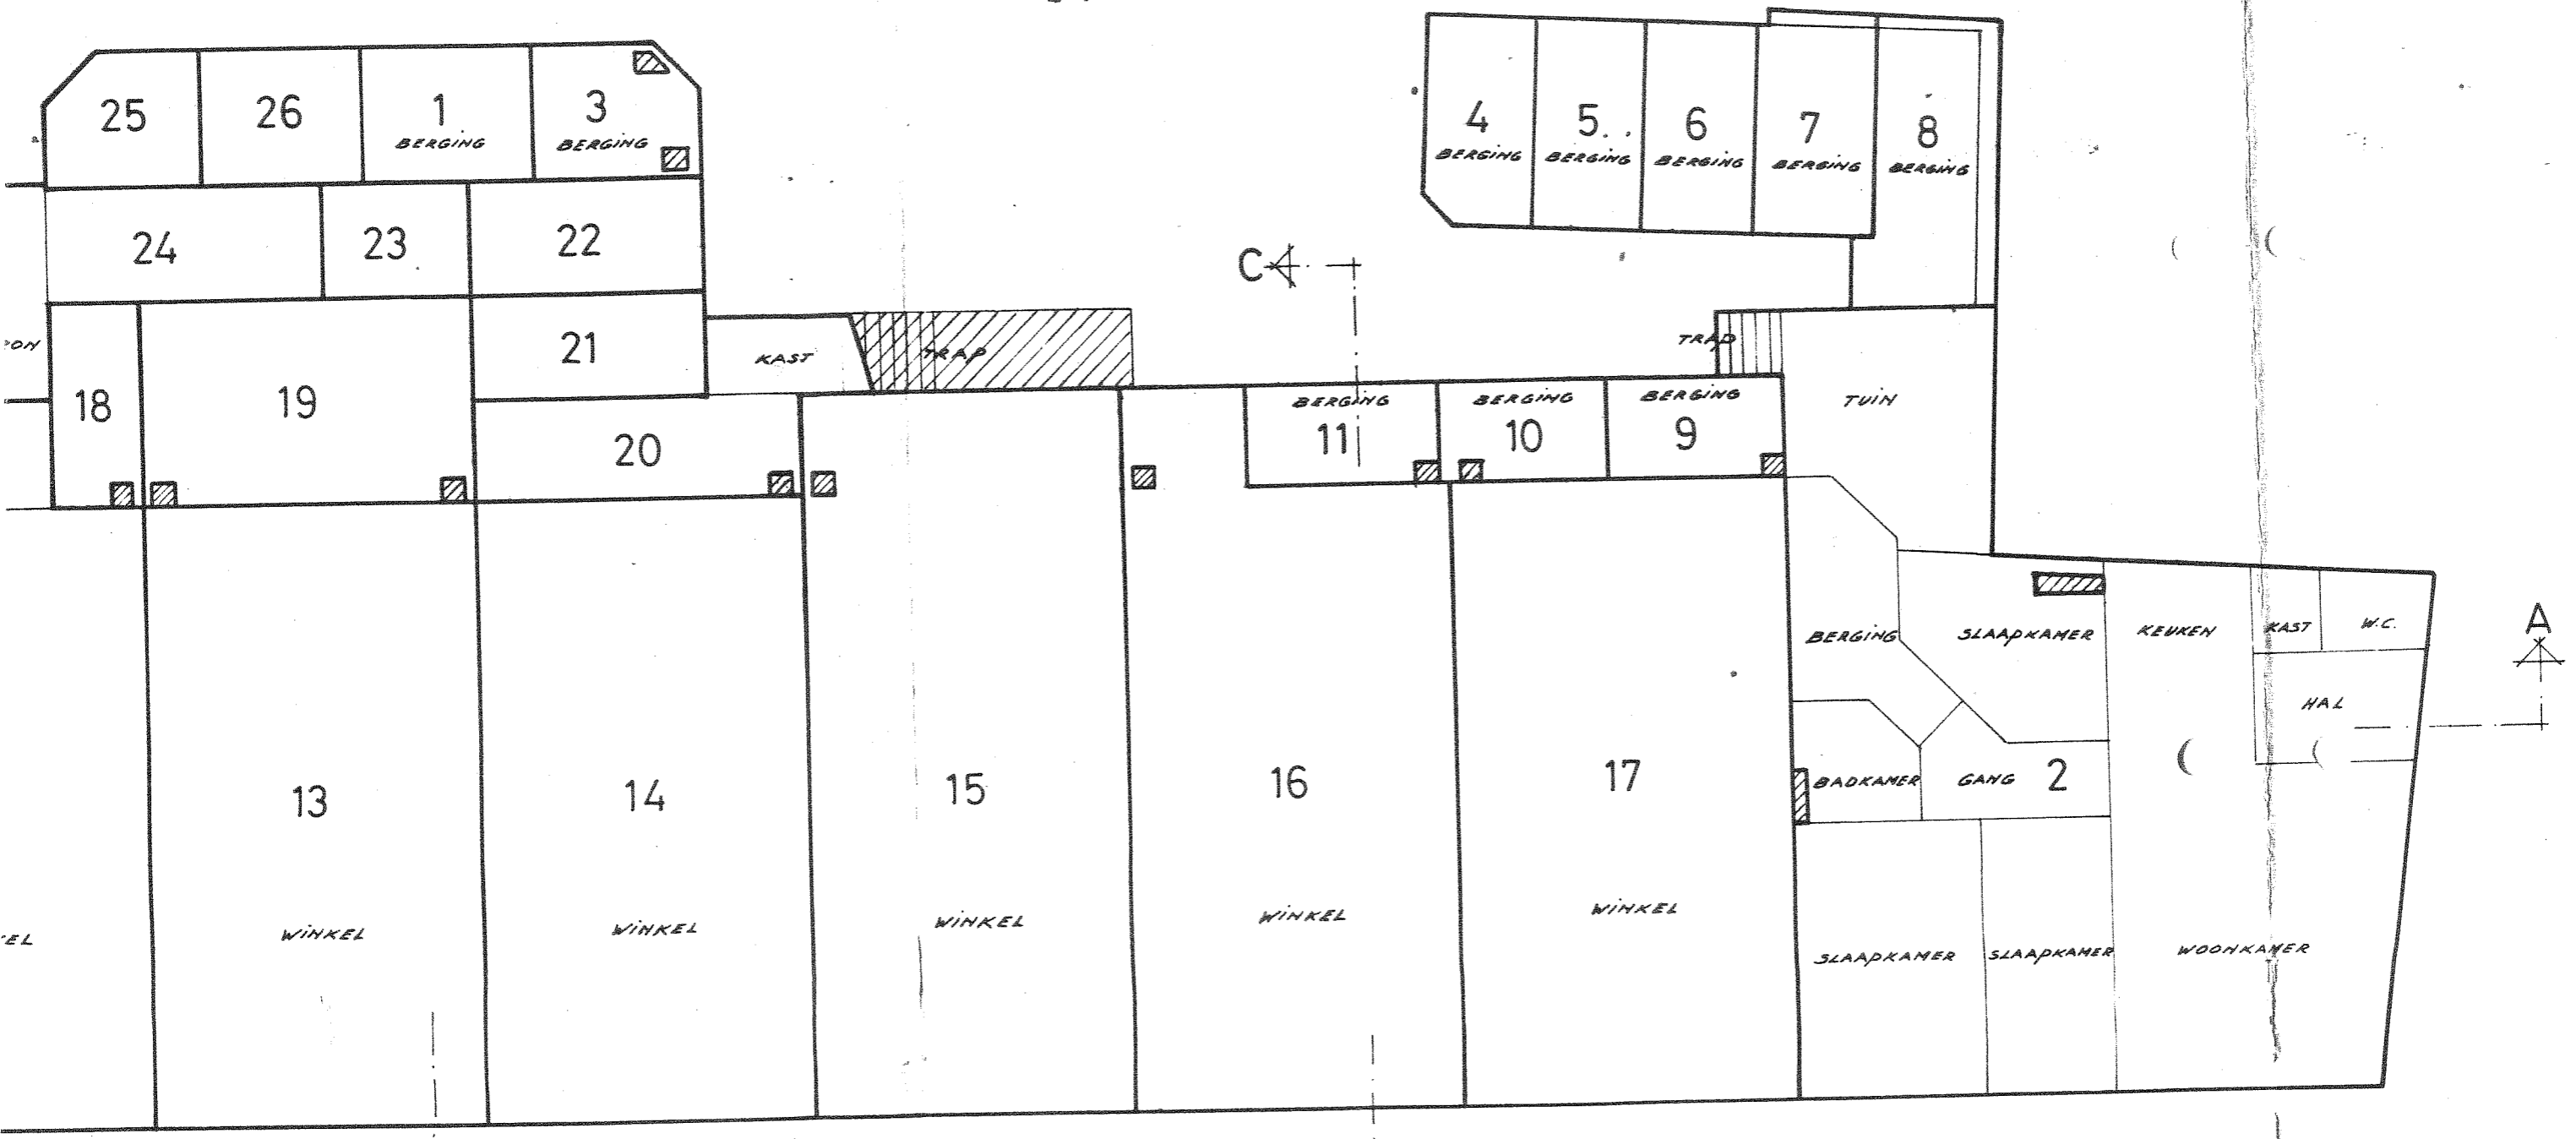 25
26
1
BERGING
3
BERGING
4
BERGING
5
BERGING
6
BERGING
7
BERGING
8
BERGING
24
23
22
C
21
KAST
TRAP
TRAP
TUIN
18
19
20
BERGING
11
BERGING
10
BERGING
9
BERGING
SLAAPKAMER
KEUKEN
KAST
W.C.
A
HAL
13
14
15
16
17
BADKAMER
GANG 2
WINKEL
WINKEL
WINKEL
WINKEL
WINKEL
SLAAPKAMER
SLAAPKAMER
WOONKAMER